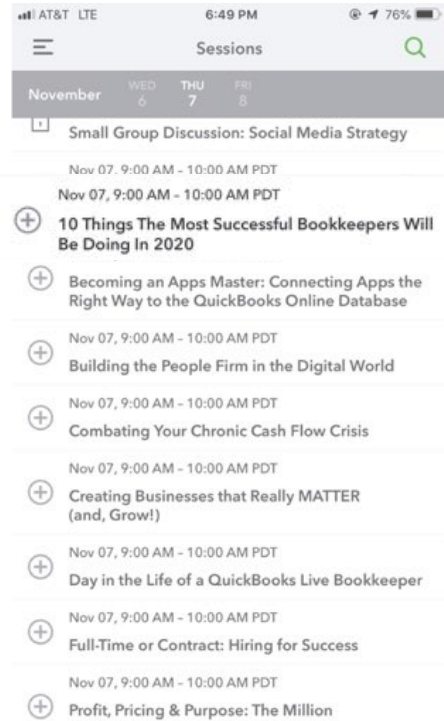 AT&T LTE 6:49 PM 76%
Sessions
November WED 6 THU 7 FRI 8
Small Group Discussion: Social Media Strategy
Nov 07, 9:00 AM – 10:00 AM PDT
Nov 07, 9:00 AM – 10:00 AM PDT
10 Things The Most Successful Bookkeepers Will
Be Doing In 2020
Becoming an Apps Master: Connecting Apps the
Right Way to the QuickBooks Online Database
Nov 07, 9:00 AM – 10:00 AM PDT
Building the People Firm in the Digital World
Nov 07, 9:00 AM – 10:00 AM PDT
Combating Your Chronic Cash Flow Crisis
Nov 07, 9:00 AM – 10:00 AM PDT
Creating Businesses that Really MATTER
(and, Grow!)
Nov 07, 9:00 AM – 10:00 AM PDT
Day in the Life of a QuickBooks Live Bookkeeper
Nov 07, 9:00 AM – 10:00 AM PDT
Full-Time or Contract: Hiring for Success
Nov 07, 9:00 AM – 10:00 AM PDT
Profit, Pricing & Purpose: The Million